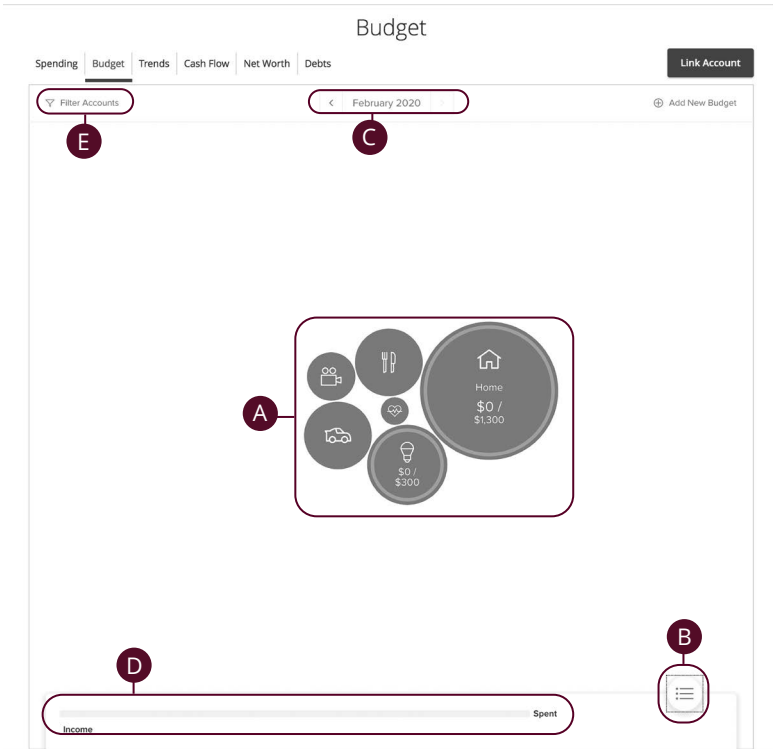 Budget
Spending Budget Trends Cash Flow Net Worth Debts
Link Account
Filter Accounts
February 2020
Add New Budget
E
C
A
Home
$0 /
$1,300
$0 /
$300
B
D
Spent
Income